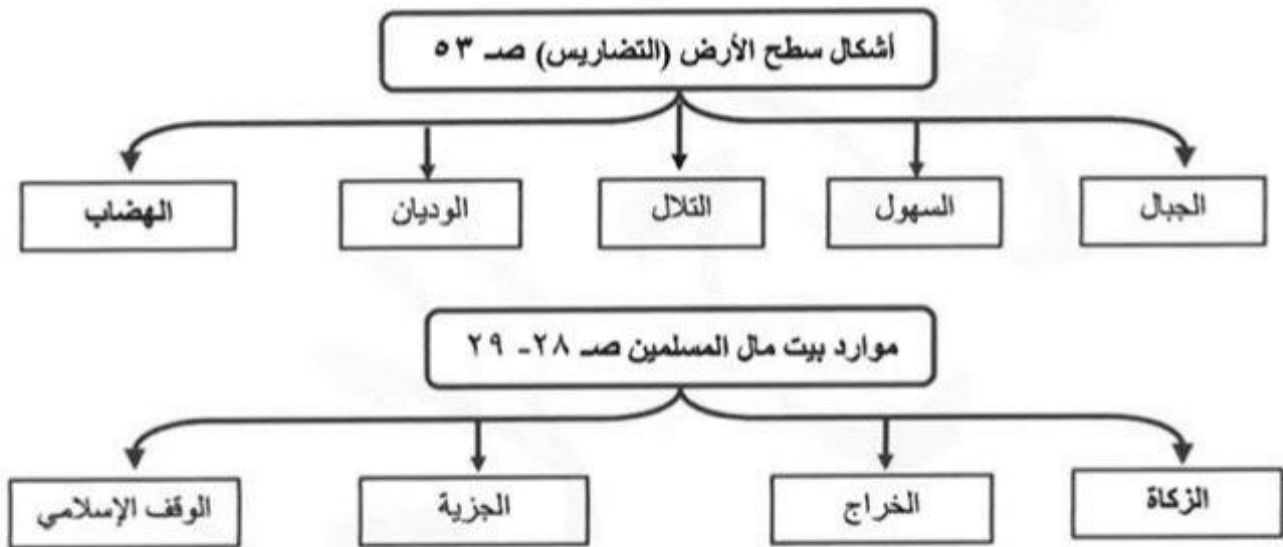 أشكال سطح الأرض (التضاريس) صـ ٥٣
الجبال
السهول
التلال
الوديان
الهضاب
موارد بيت مال المسلمين صـ ٢٨- ٢٩
الزكاة
الخراج
الجزية
الوقف الإسلامي